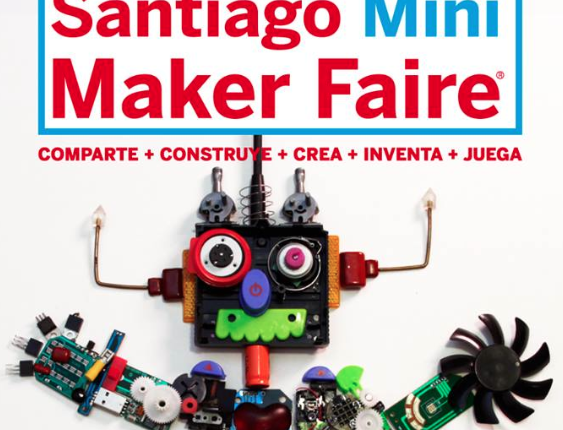 Santiago Mini
Maker Faire®
COMPARTE + CONSTRUYE + CREA + INVENTA + JUEGA